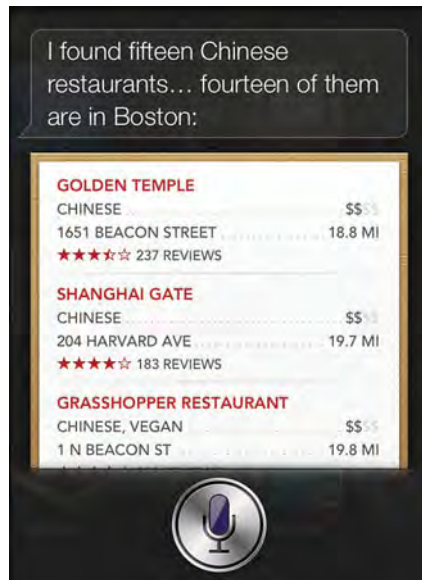 I found fifteen Chinese
restaurants... fourteen of them
are in Boston:
GOLDEN TEMPLE
CHINESE $$$$
1651 BEACON STREET 18.8 MI
★★★⯪☆ 237 REVIEWS
SHANGHAI GATE
CHINESE $$$$
204 HARVARD AVE 19.7 MI
★★★★☆ 183 REVIEWS
GRASSHOPPER RESTAURANT
CHINESE, VEGAN $$$$
1 N BEACON ST 19.8 MI